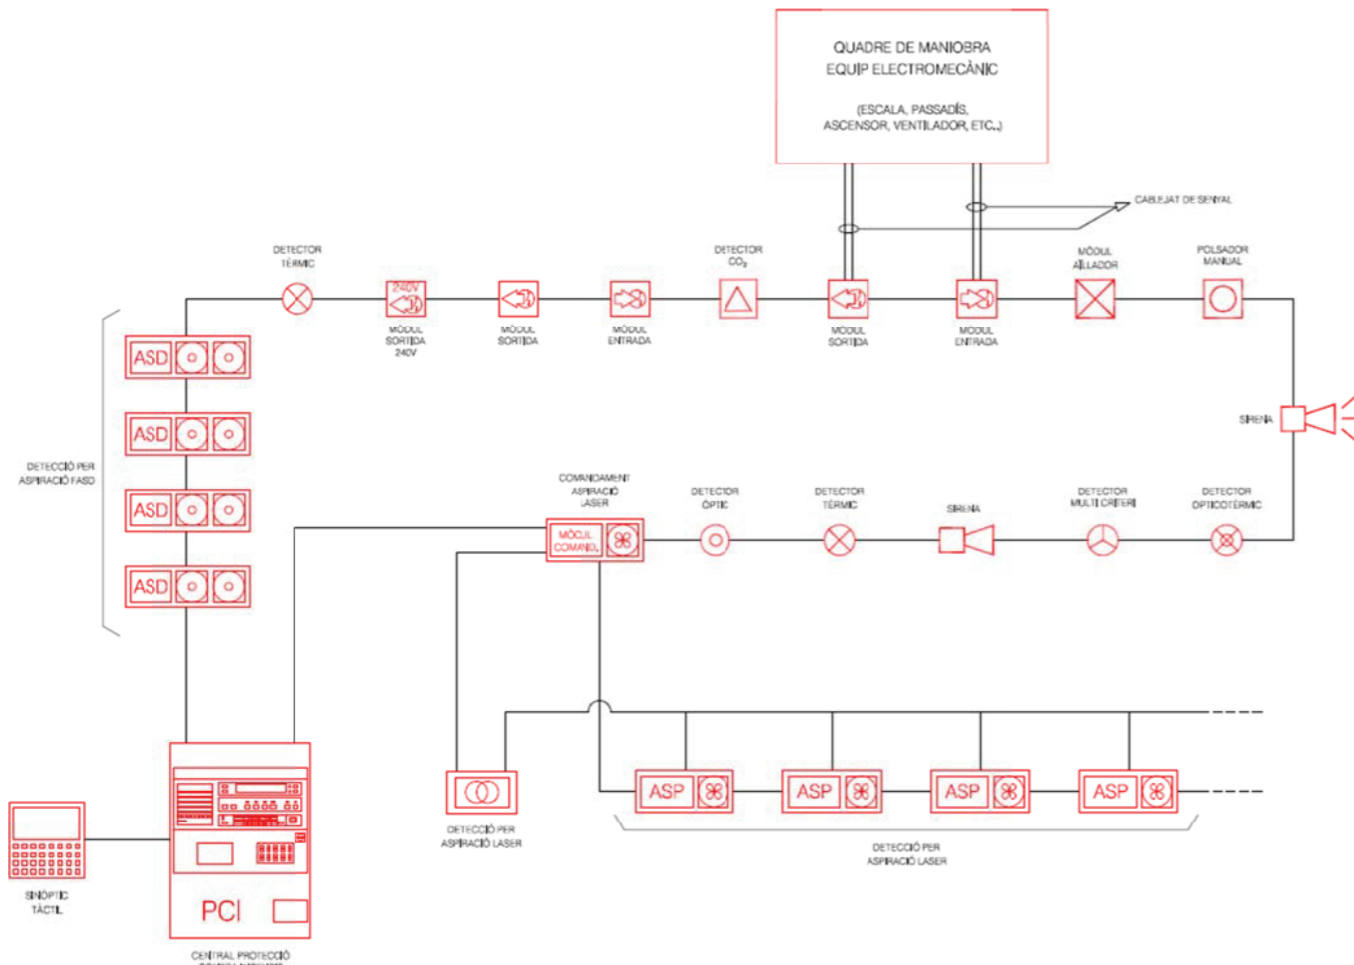 QUADRE DE MANIOBRA
EQUIP ELECTROMECÀNIC
(ESCALA, PASSADÍS,
ASCENSOR, VENTILADOR, ETC..)
CABLEJAT DE SENYAL
DETECTOR
TÈRMIC
DETECTOR
CO₂
MÒDUL
AÏLLADOR
POLSADOR
MANUAL
240V
MÒDUL
SORTIDA
240V
MÒDUL
SORTIDA
MÒDUL
ENTRADA
MÒDUL
SORTIDA
MÒDUL
ENTRADA
ASD
ASD
ASD
ASD
DETECCIÓ PER
ASPIRACIÓ FASD
SIRENA
COMANDAMENT
ASPIRACIÓ
LASER
MÒDUL
COMAND.
DETECTOR
ÒPTIC
DETECTOR
TÈRMIC
SIRENA
DETECTOR
MULTI CRITERI
DETECTOR
OPTICOTÈRMIC
ASP
ASP
ASP
ASP
DETECCIÓ PER
ASPIRACIÓ LASER
DETECCIÓ PER
ASPIRACIÓ LASER
SINÒPTIC
TÀCTIL
PCI
CENTRAL PROTECCIÓ